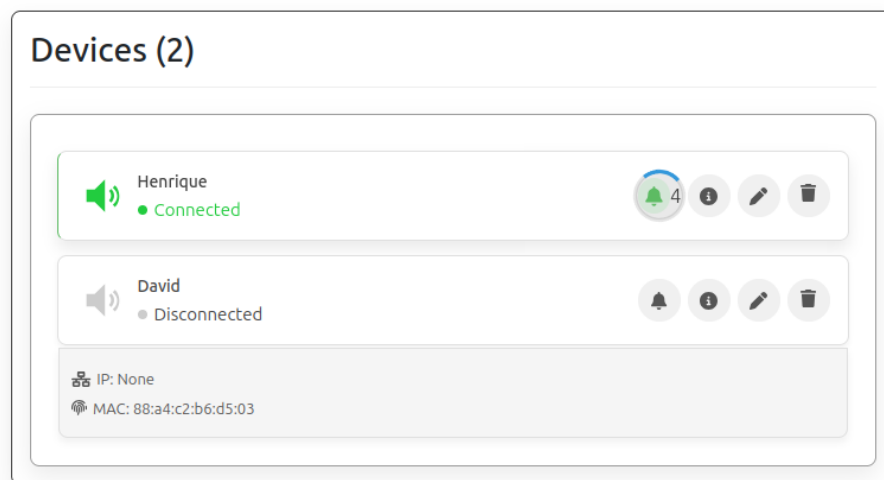 Devices (2)
Henrique
Connected
4
David
Disconnected
IP: None
MAC: 88:a4:c2:b6:d5:03